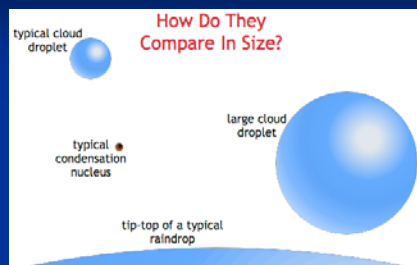 How Do They
Compare In Size?
typical cloud
droplet
large cloud
droplet
typical
condensation
nucleus
tip-top of a typical
raindrop